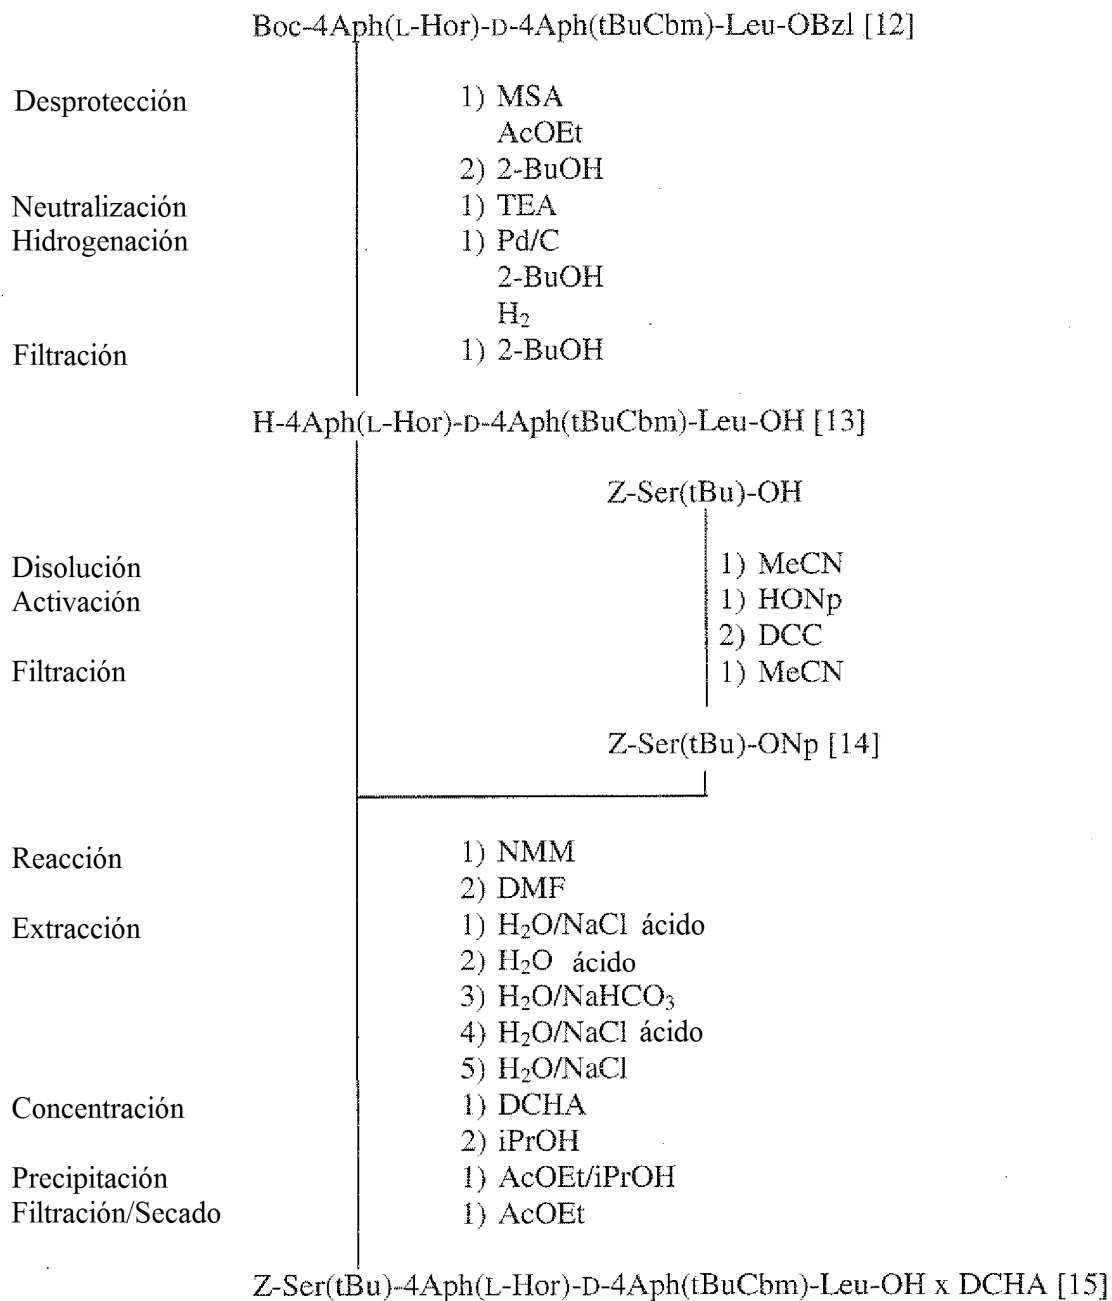 Boc-4Aph(L-Hor)-D-4Aph(tBuCbm)-Leu-OBzl [12]
Desprotección 1) MSA
AcOEt
2) 2-BuOH
Neutralización 1) TEA
Hidrogenación 1) Pd/C
2-BuOH
H₂
Filtración 1) 2-BuOH
H-4Aph(L-Hor)-D-4Aph(tBuCbm)-Leu-OH [13]
Z-Ser(tBu)-OH
Disolución 1) MeCN
Activación 1) HONp
2) DCC
Filtración 1) MeCN
Z-Ser(tBu)-ONp [14]
Reacción 1) NMM
2) DMF
Extracción 1) H₂O/NaCl ácido
2) H₂O ácido
3) H₂O/NaHCO₃
4) H₂O/NaCl ácido
5) H₂O/NaCl
Concentración 1) DCHA
2) iPrOH
Precipitación 1) AcOEt/iPrOH
Filtración/Secado 1) AcOEt
Z-Ser(tBu)-4Aph(L-Hor)-D-4Aph(tBuCbm)-Leu-OH x DCHA [15]